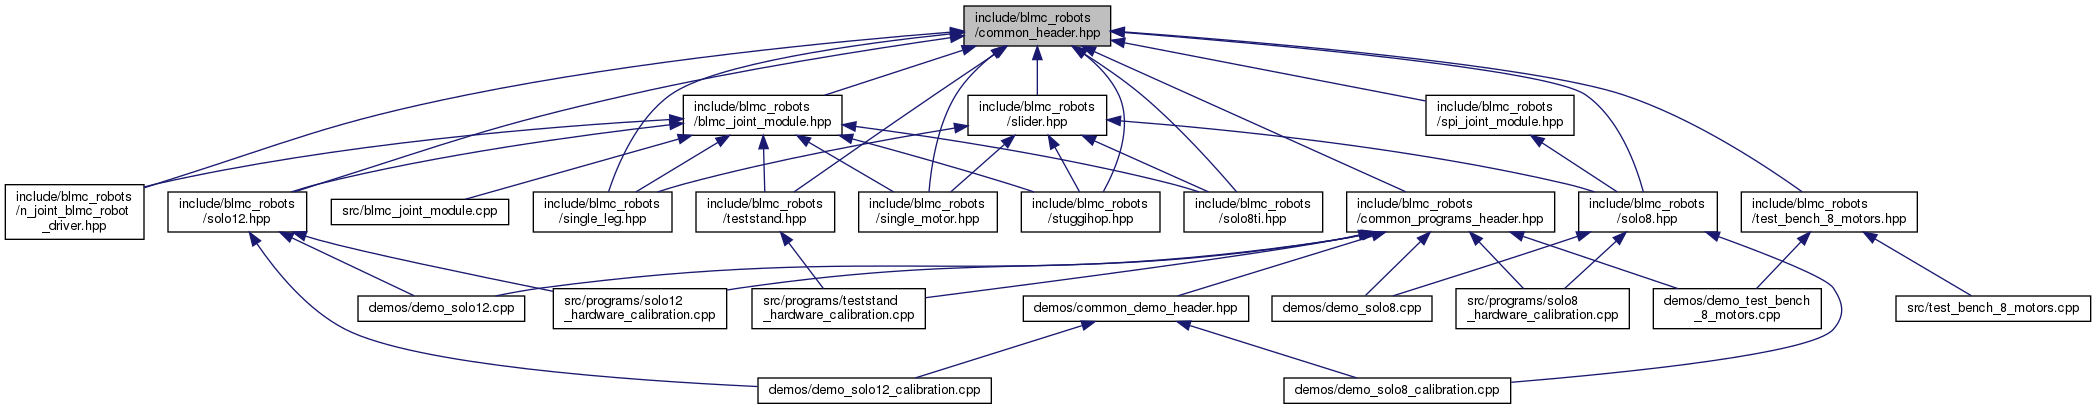 include/blmc_robots
/common_header.hpp
include/blmc_robots
/blmc_joint_module.hpp
include/blmc_robots
/slider.hpp
include/blmc_robots
/spi_joint_module.hpp
include/blmc_robots
/n_joint_blmc_robot
_driver.hpp
include/blmc_robots
/solo12.hpp
src/blmc_joint_module.cpp
include/blmc_robots
/single_leg.hpp
include/blmc_robots
/teststand.hpp
include/blmc_robots
/single_motor.hpp
include/blmc_robots
/stuggihop.hpp
include/blmc_robots
/solo8ti.hpp
include/blmc_robots
/common_programs_header.hpp
include/blmc_robots
/solo8.hpp
include/blmc_robots
/test_bench_8_motors.hpp
demos/demo_solo12.cpp
src/programs/solo12
_hardware_calibration.cpp
src/programs/teststand
_hardware_calibration.cpp
demos/common_demo_header.hpp
demos/demo_solo8.cpp
src/programs/solo8
_hardware_calibration.cpp
demos/demo_test_bench
_8_motors.cpp
src/test_bench_8_motors.cpp
demos/demo_solo12_calibration.cpp
demos/demo_solo8_calibration.cpp